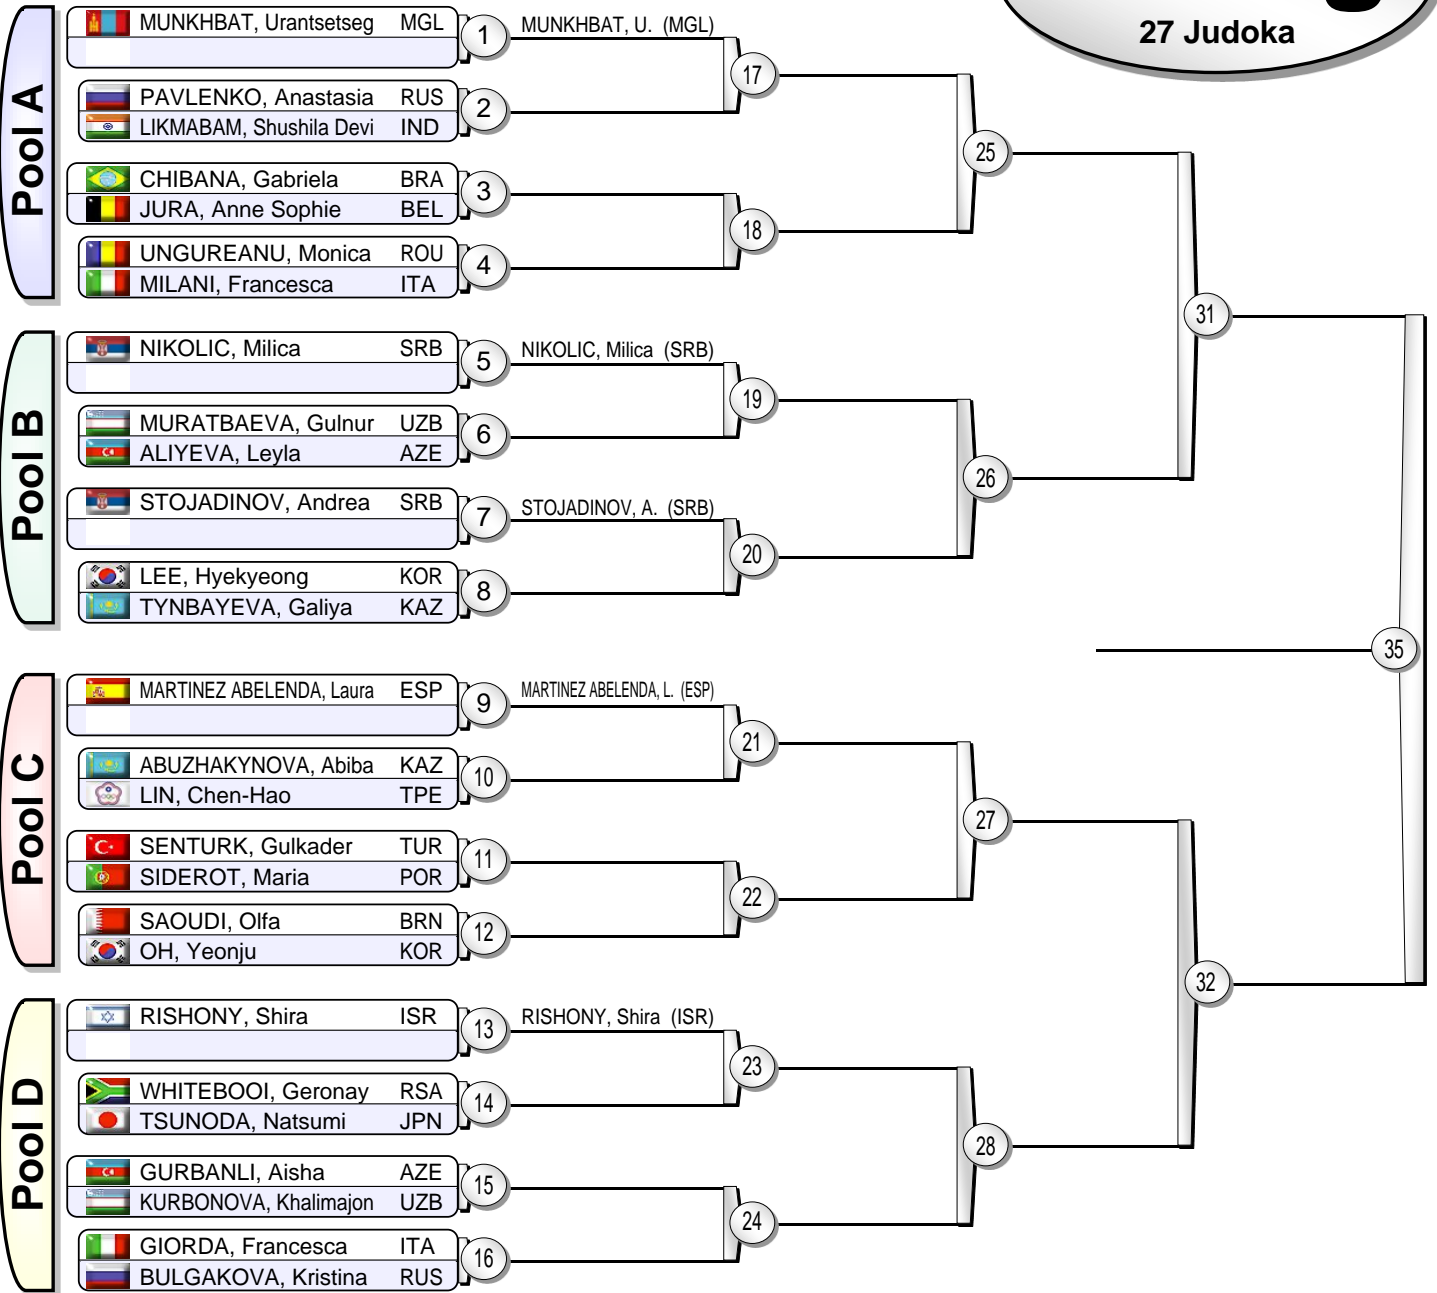 27 Judoka
Pool A
MUNKHBAT, Urantsetseg MGL
1
MUNKHBAT, U. (MGL)
PAVLENKO, Anastasia RUS
LIKMABAM, Shushila Devi IND
2
17
CHIBANA, Gabriela BRA
JURA, Anne Sophie BEL
3
UNGUREANU, Monica ROU
MILANI, Francesca ITA
4
18
25
Pool B
NIKOLIC, Milica SRB
5
NIKOLIC, Milica (SRB)
MURATBAEVA, Gulnur UZB
ALIYEVA, Leyla AZE
6
19
STOJADINOV, Andrea SRB
7
STOJADINOV, A. (SRB)
LEE, Hyekyeong KOR
TYNBAYEVA, Galiya KAZ
8
20
26
31
35
Pool C
MARTINEZ ABELENDA, Laura ESP
9
MARTINEZ ABELENDA, L. (ESP)
ABUZHAKYNOVA, Abiba KAZ
LIN, Chen-Hao TPE
10
21
SENTURK, Gulkader TUR
SIDEROT, Maria POR
11
SAOUDI, Olfa BRN
OH, Yeonju KOR
12
22
27
Pool D
RISHONY, Shira ISR
13
RISHONY, Shira (ISR)
WHITEBOOI, Geronay RSA
TSUNODA, Natsumi JPN
14
23
GURBANLI, Aisha AZE
KURBONOVA, Khalimajon UZB
15
GIORDA, Francesca ITA
BULGAKOVA, Kristina RUS
16
24
28
32